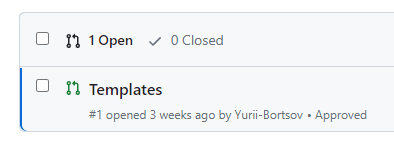 1 Open 0 Closed
Templates
#1 opened 3 weeks ago by Yurii-Bortsov • Approved